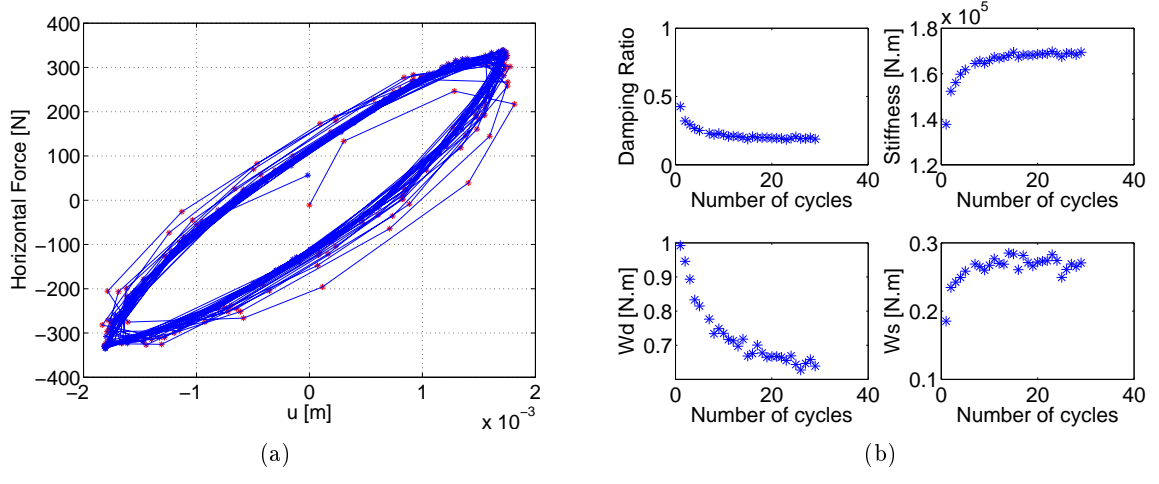 400
300
200
100
0
−100
−200
−300
−400
Horizontal Force [N]
−2
−1
0
1
2
u [m]
x 10⁻³
(a)
1
0.5
0
Damping Ratio
0
20
40
Number of cycles
x 10⁵
1.8
1.6
1.4
1.2
Stiffness [N.m]
0
20
40
Number of cycles
1
0.9
0.8
0.7
Wd [N.m]
0
20
40
Number of cycles
0.3
0.2
0.1
Ws [N.m]
0
20
40
Number of cycles
(b)